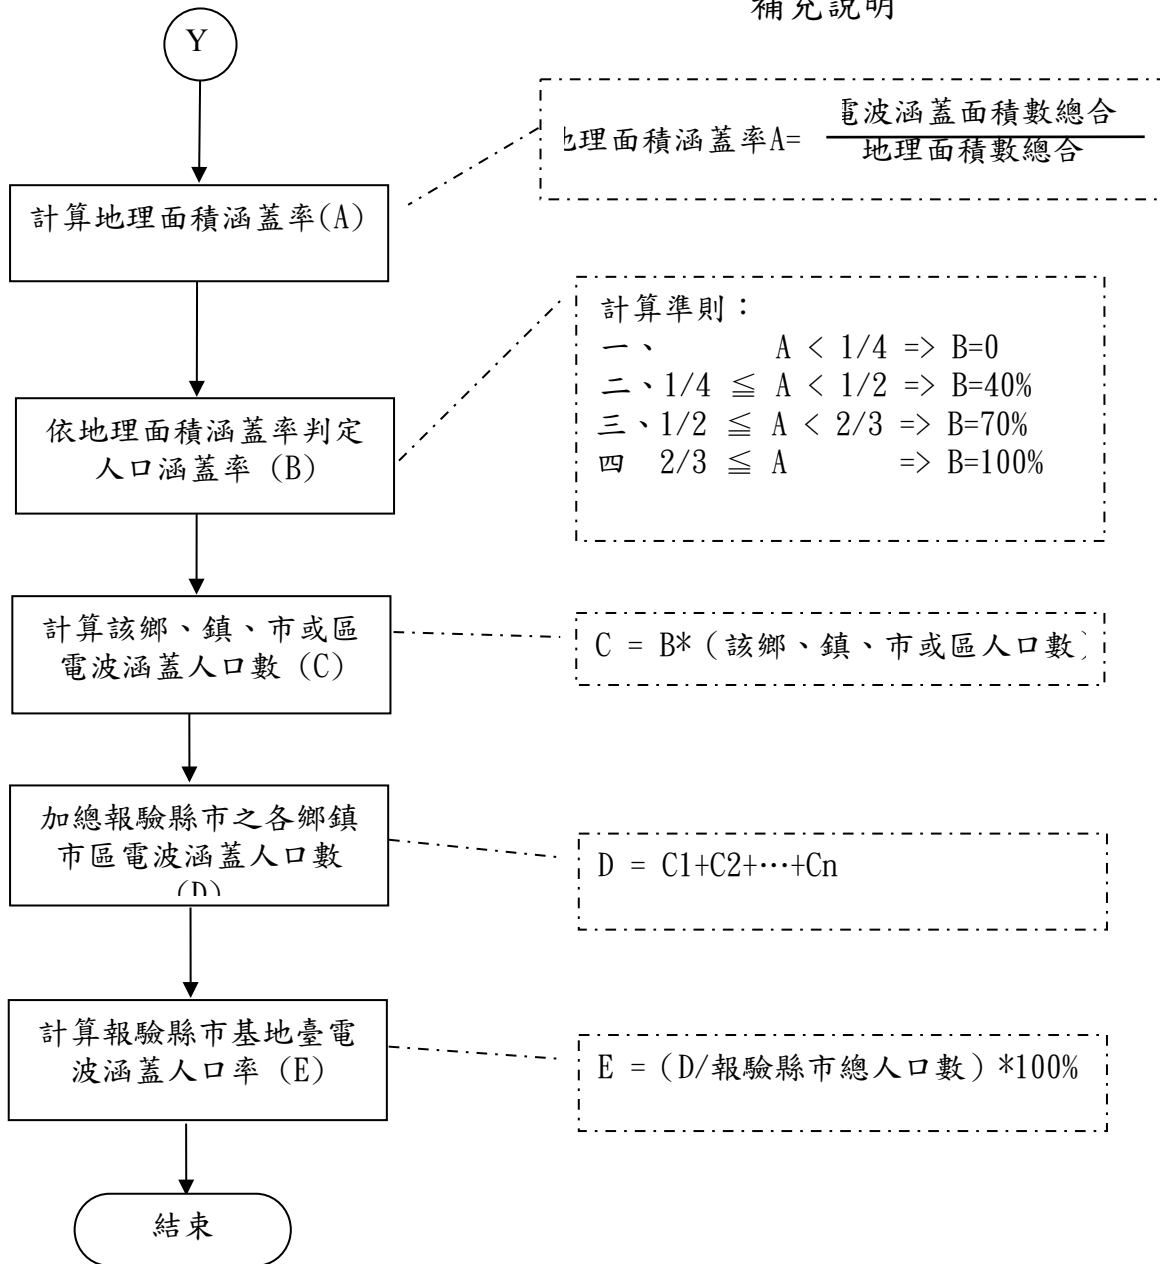 補充說明
Y
電波涵蓋面積數總合
地理面積涵蓋率A=
地理面積數總合
計算地理面積涵蓋率(A)
計算準則：
一、 A < 1/4 => B=0
二、1/4 ≦ A < 1/2 => B=40%
三、1/2 ≦ A < 2/3 => B=70%
四 2/3 ≦ A => B=100%
依地理面積涵蓋率判定
人口涵蓋率 (B)
計算該鄉、鎮、市或區
電波涵蓋人口數 (C)
C = B*（該鄉、鎮、市或區人口數）
加總報驗縣市之各鄉鎮
市區電波涵蓋人口數
(D)
D = C1+C2+…+Cn
計算報驗縣市基地臺電
波涵蓋人口率 (E)
E =（D/報驗縣市總人口數）*100%
結束